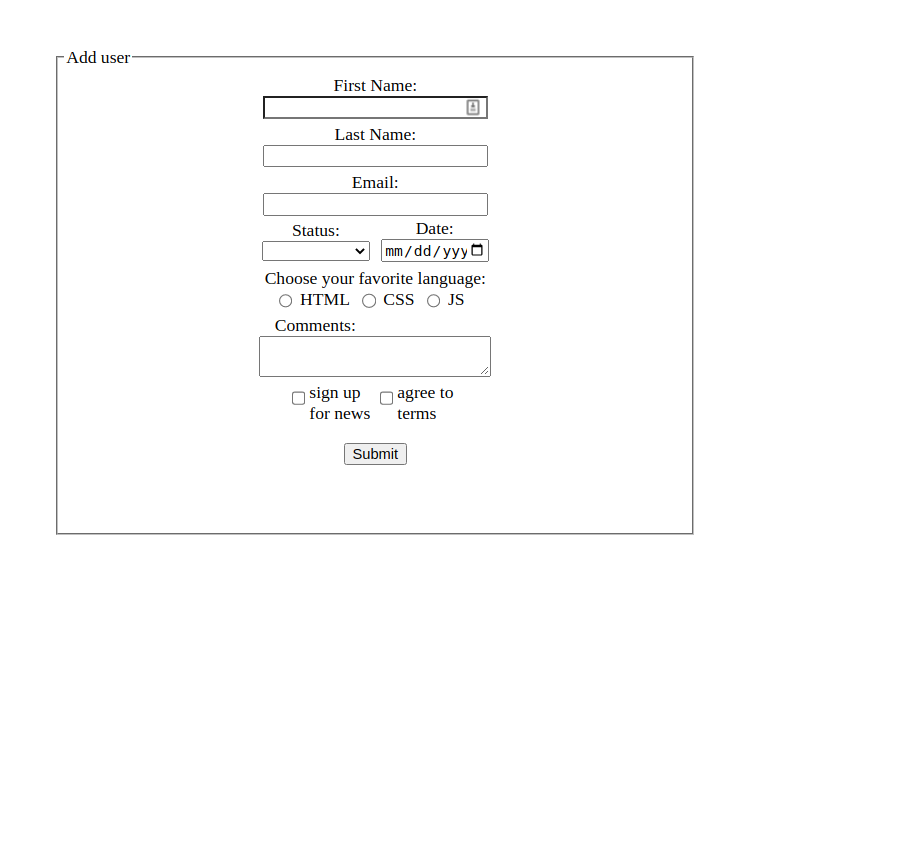 Add user
First Name:
Last Name:
Email:
Status: Date:
mm/dd/yyy
Choose your favorite language:
HTML CSS JS
Comments:
sign up agree to
for news terms
Submit